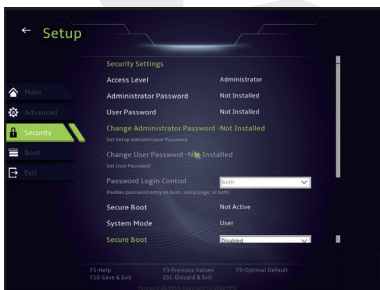 Setup
Security Settings
Access Level Administrator
Main
Administrator Password Not Installed
Advanced
User Password Not Installed
Security
Change Administrator Password -Not Installed
Set Setup Administrator Password
Boot
Change User Password -Not Installed
Set User Password
Exit
Password Login Control Both
Enables password entry on boot, setup page, or both.
Secure Boot Not Active
System Mode User
Secure Boot Disabled
F1-Help F3-Previous Values F9-Optimal Default
F10-Save & Exit ESC-Discard & Exit